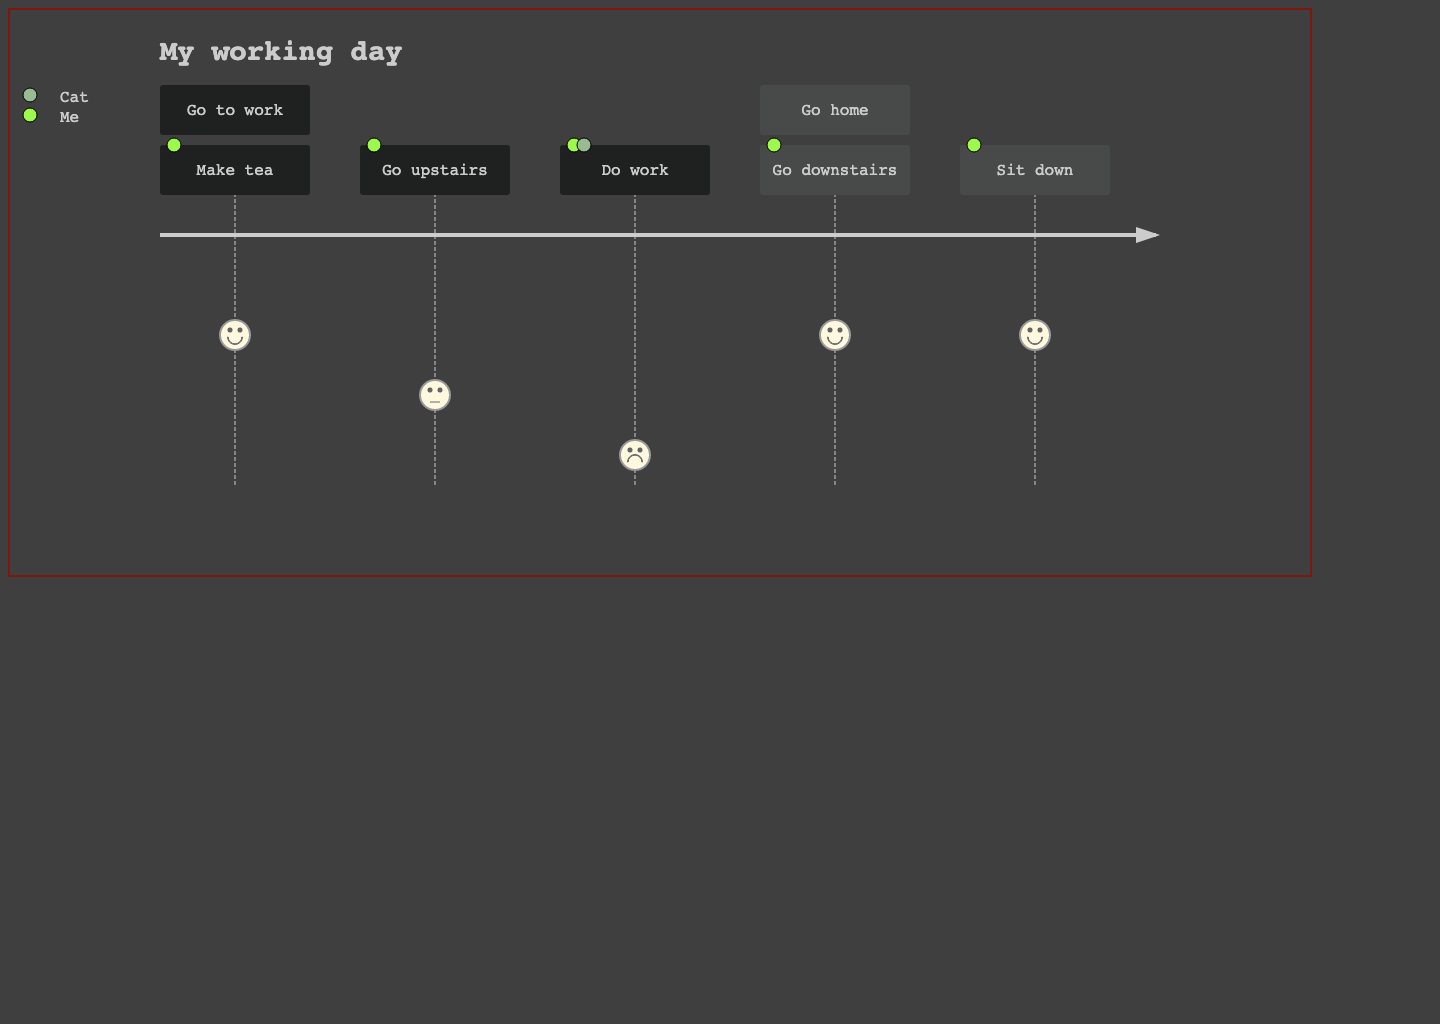 My working day
Cat
Me
Go to work
Go home
Make tea
Go upstairs
Do work
Go downstairs
Sit down